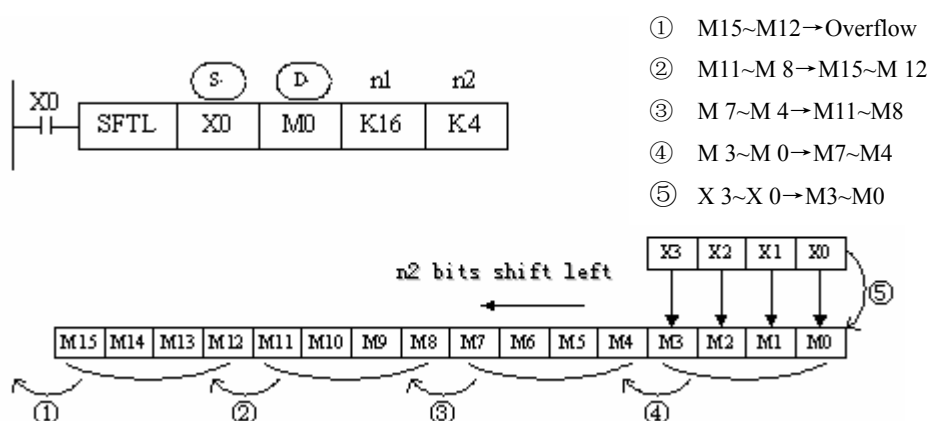 ① M15~M12→Overflow
② M11~M 8→M15~M 12
③ M 7~M 4→M11~M8
④ M 3~M 0→M7~M4
⑤ X 3~X 0→M3~M0
S· D· n1 n2
X0
SFTL X0 M0 K16 K4
X3 X2 X1 X0
n2 bits shift left
⑤
M15 M14 M13 M12 M11 M10 M9 M8 M7 M6 M5 M4 M3 M2 M1 M0
① ② ③ ④